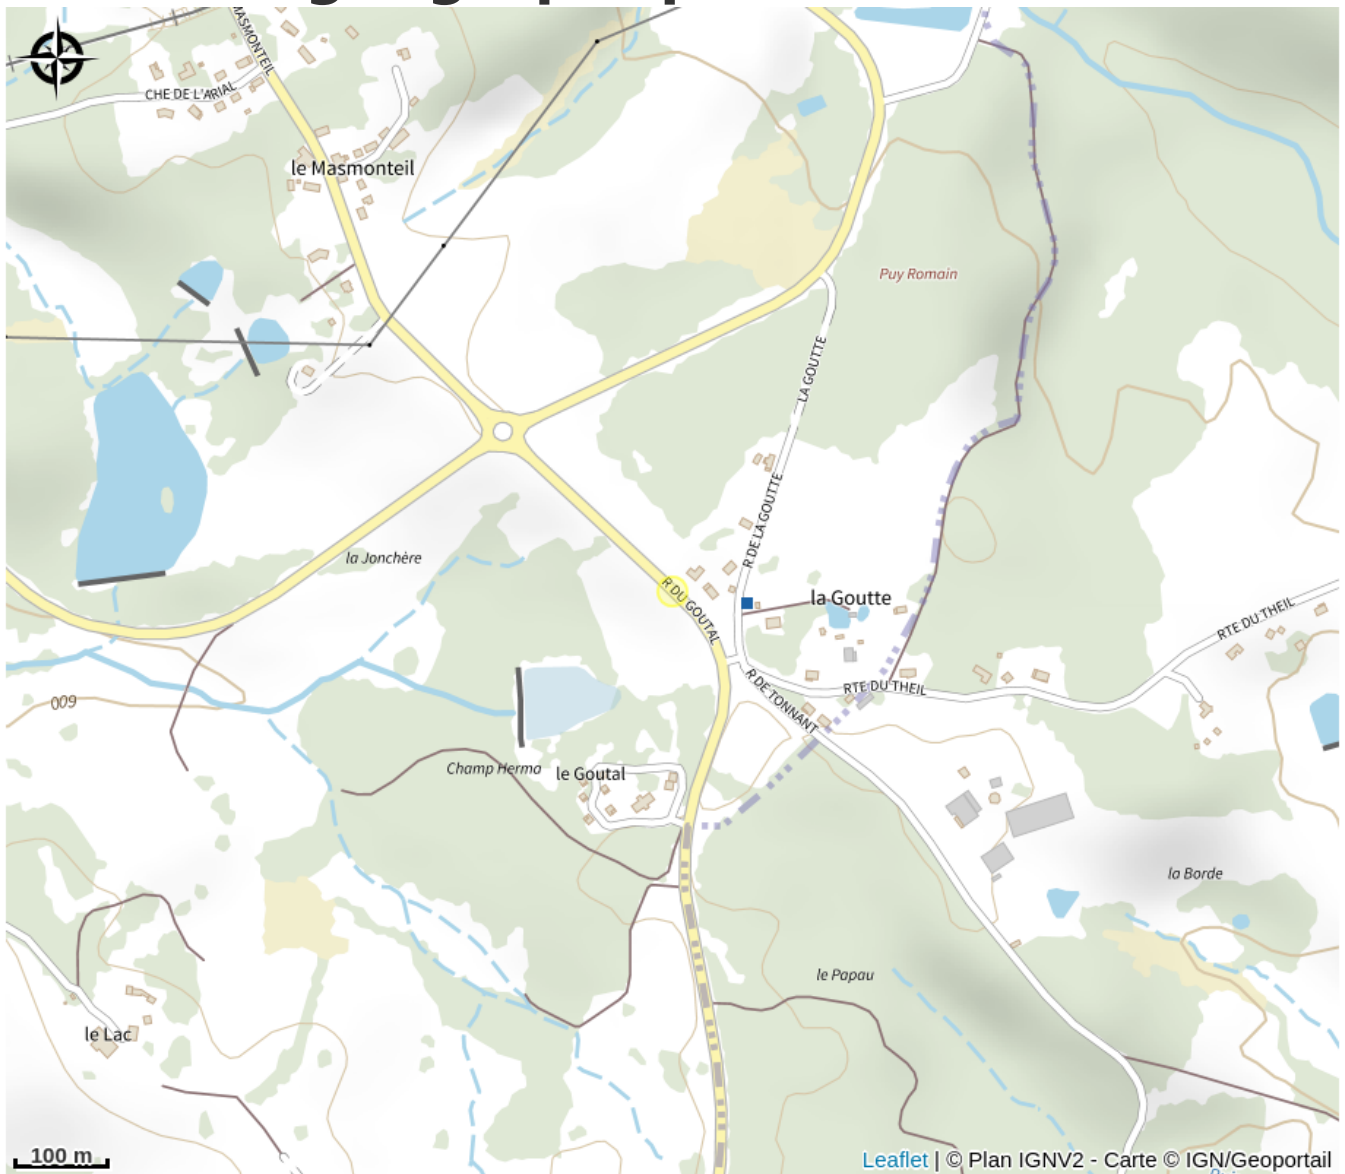 MASMONTEIL
CHE DE L'ARIAL
le Masmonteil
Puy Romain
LA GOUTTE
R DE LA GOUTTE
la Jonchère
R DU GOUTAL
la Goutte
RTE DU THEIL
RTE DU THEIL
R DE TONNANT
600
Champ Herma
le Goutal
la Borde
le Papau
le Lac
100 m
Leaflet | © Plan IGNV2 - Carte © IGN/Geoportail